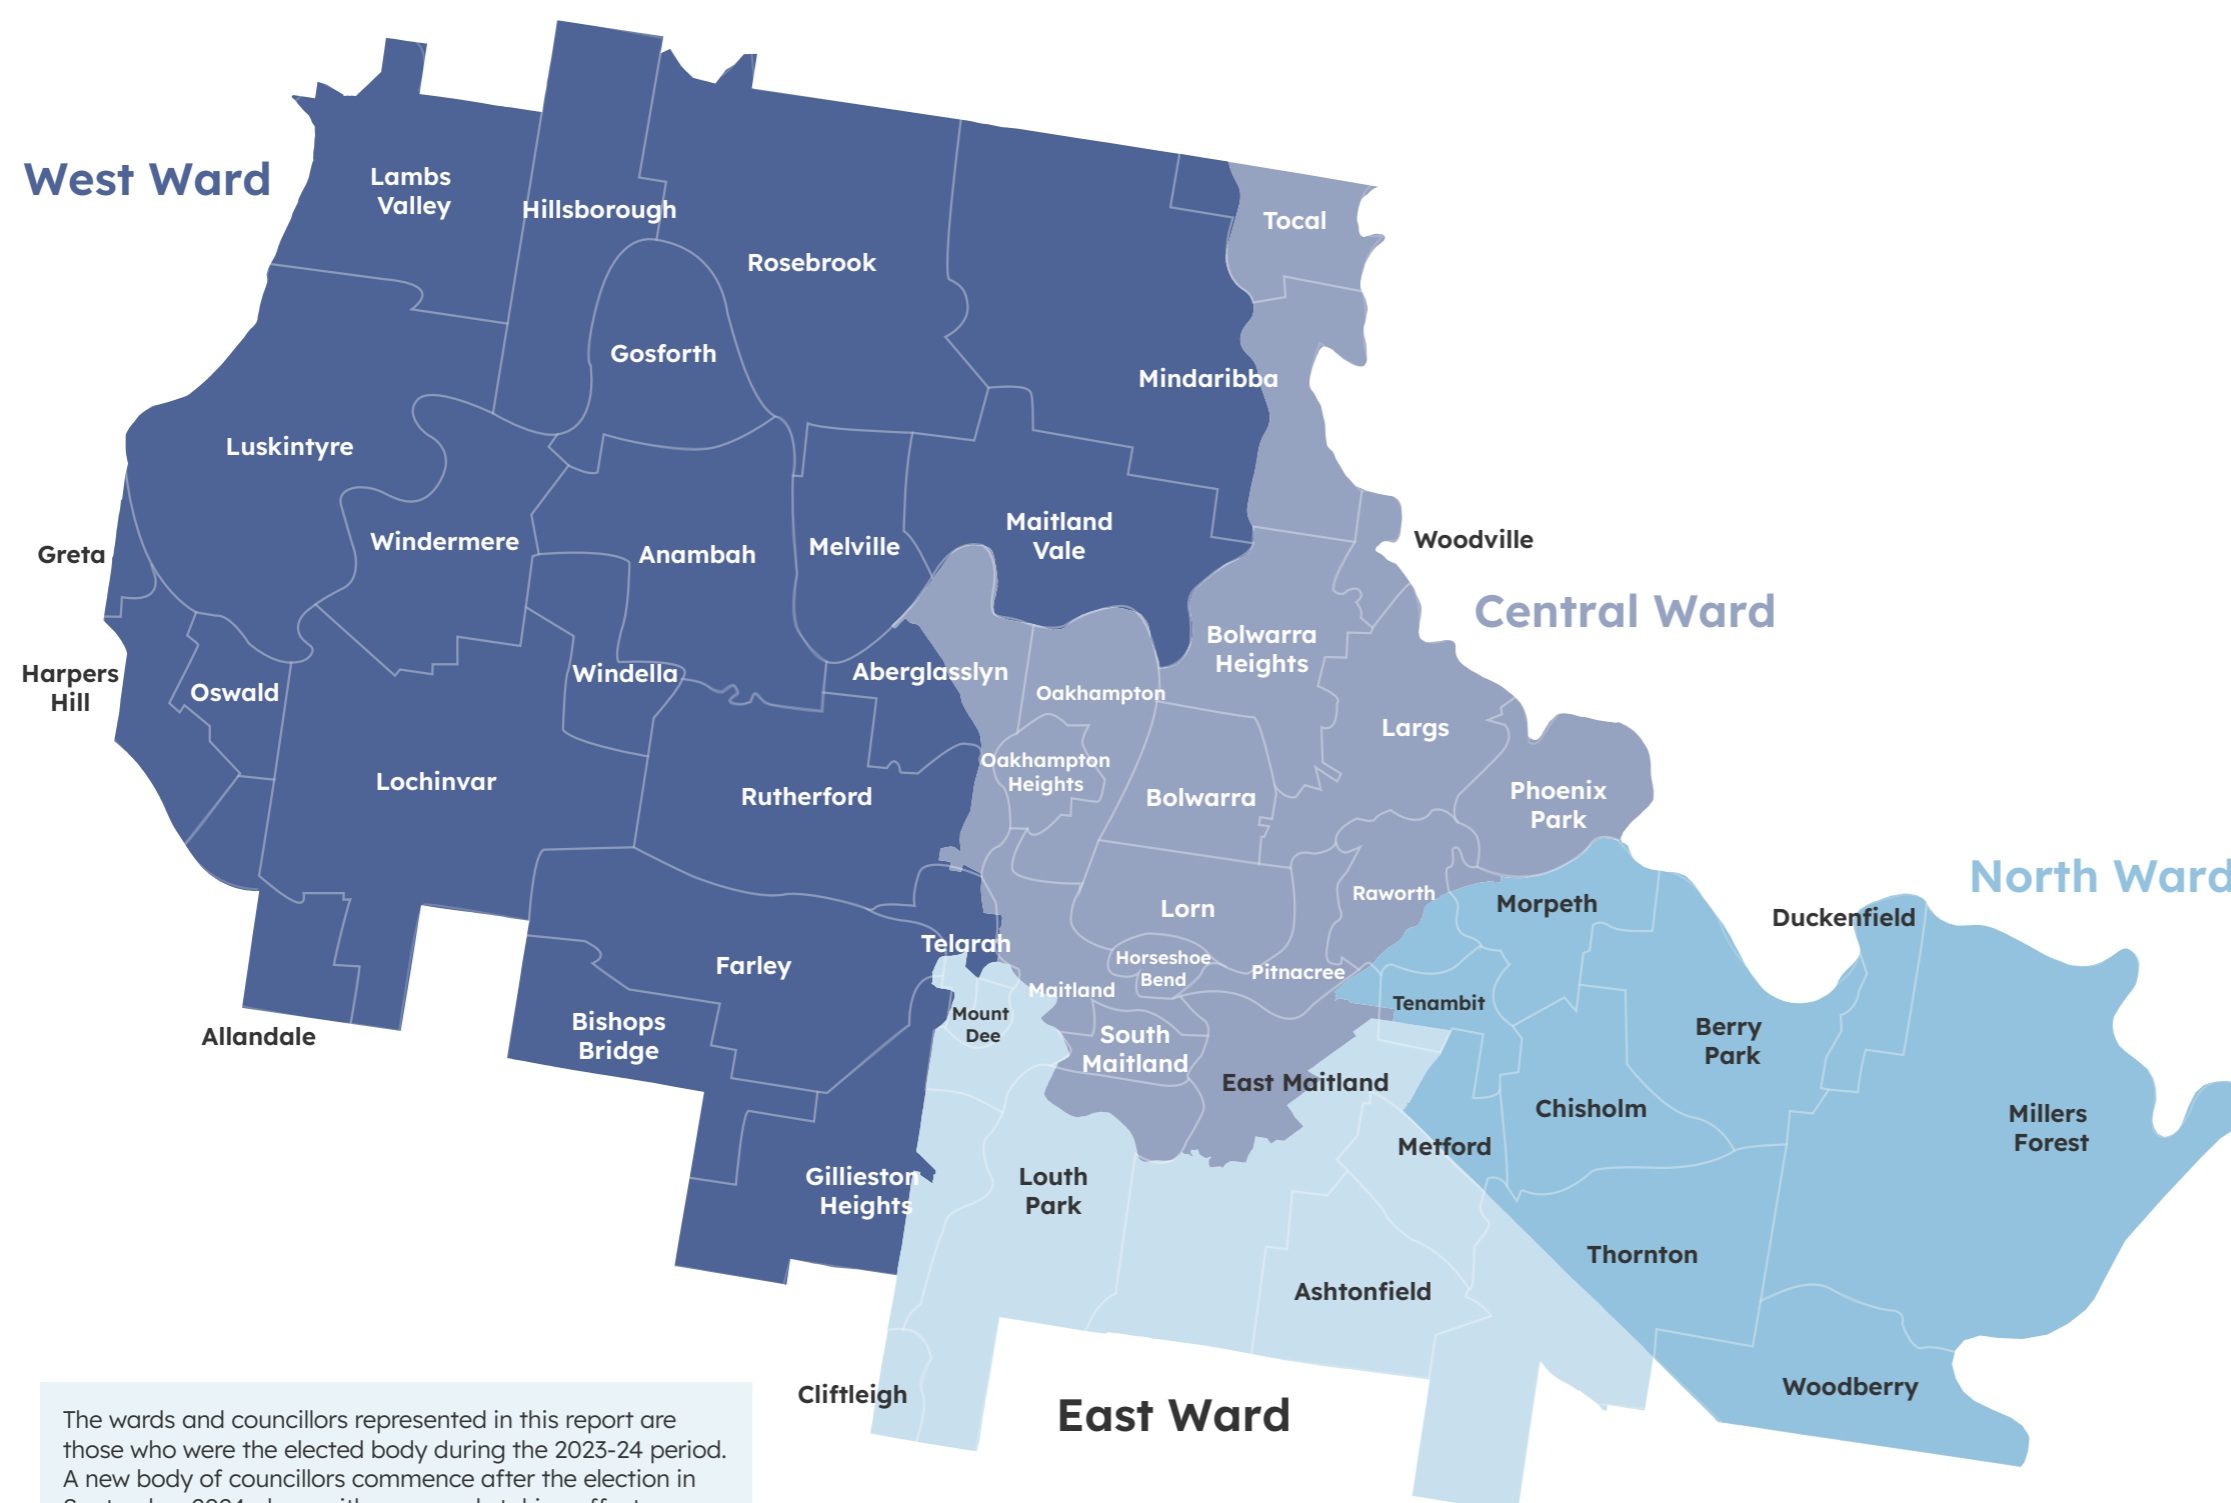 West Ward
Lambs
Valley
Hillsborough
Tocal
Rosebrook
Gosforth
Mindaribba
Luskintyre
Greta
Windermere
Anambah
Melville
Maitland
Vale
Woodville
Central Ward
Harpers
Hill
Oswald
Windella
Aberglasslyn
Oakhampton
Bolwarra
Heights
Largs
Lochinvar
Rutherford
Oakhampton
Heights
Bolwarra
Phoenix
Park
North Ward
Raworth
Morpeth
Duckenfield
Lorn
Telarah
Farley
Horseshoe
Bend
Pitnacree
Maitland
Tenambit
Allandale
Bishops
Bridge
Mount
Dee
South
Maitland
Berry
Park
East Maitland
Chisholm
Millers
Forest
Metford
Gillieston
Heights
Louth
Park
Thornton
Ashtonfield
Cliftleigh
East Ward
Woodberry
The wards and councillors represented in this report are
those who were the elected body during the 2023-24 period.
A new body of councillors commence after the election in